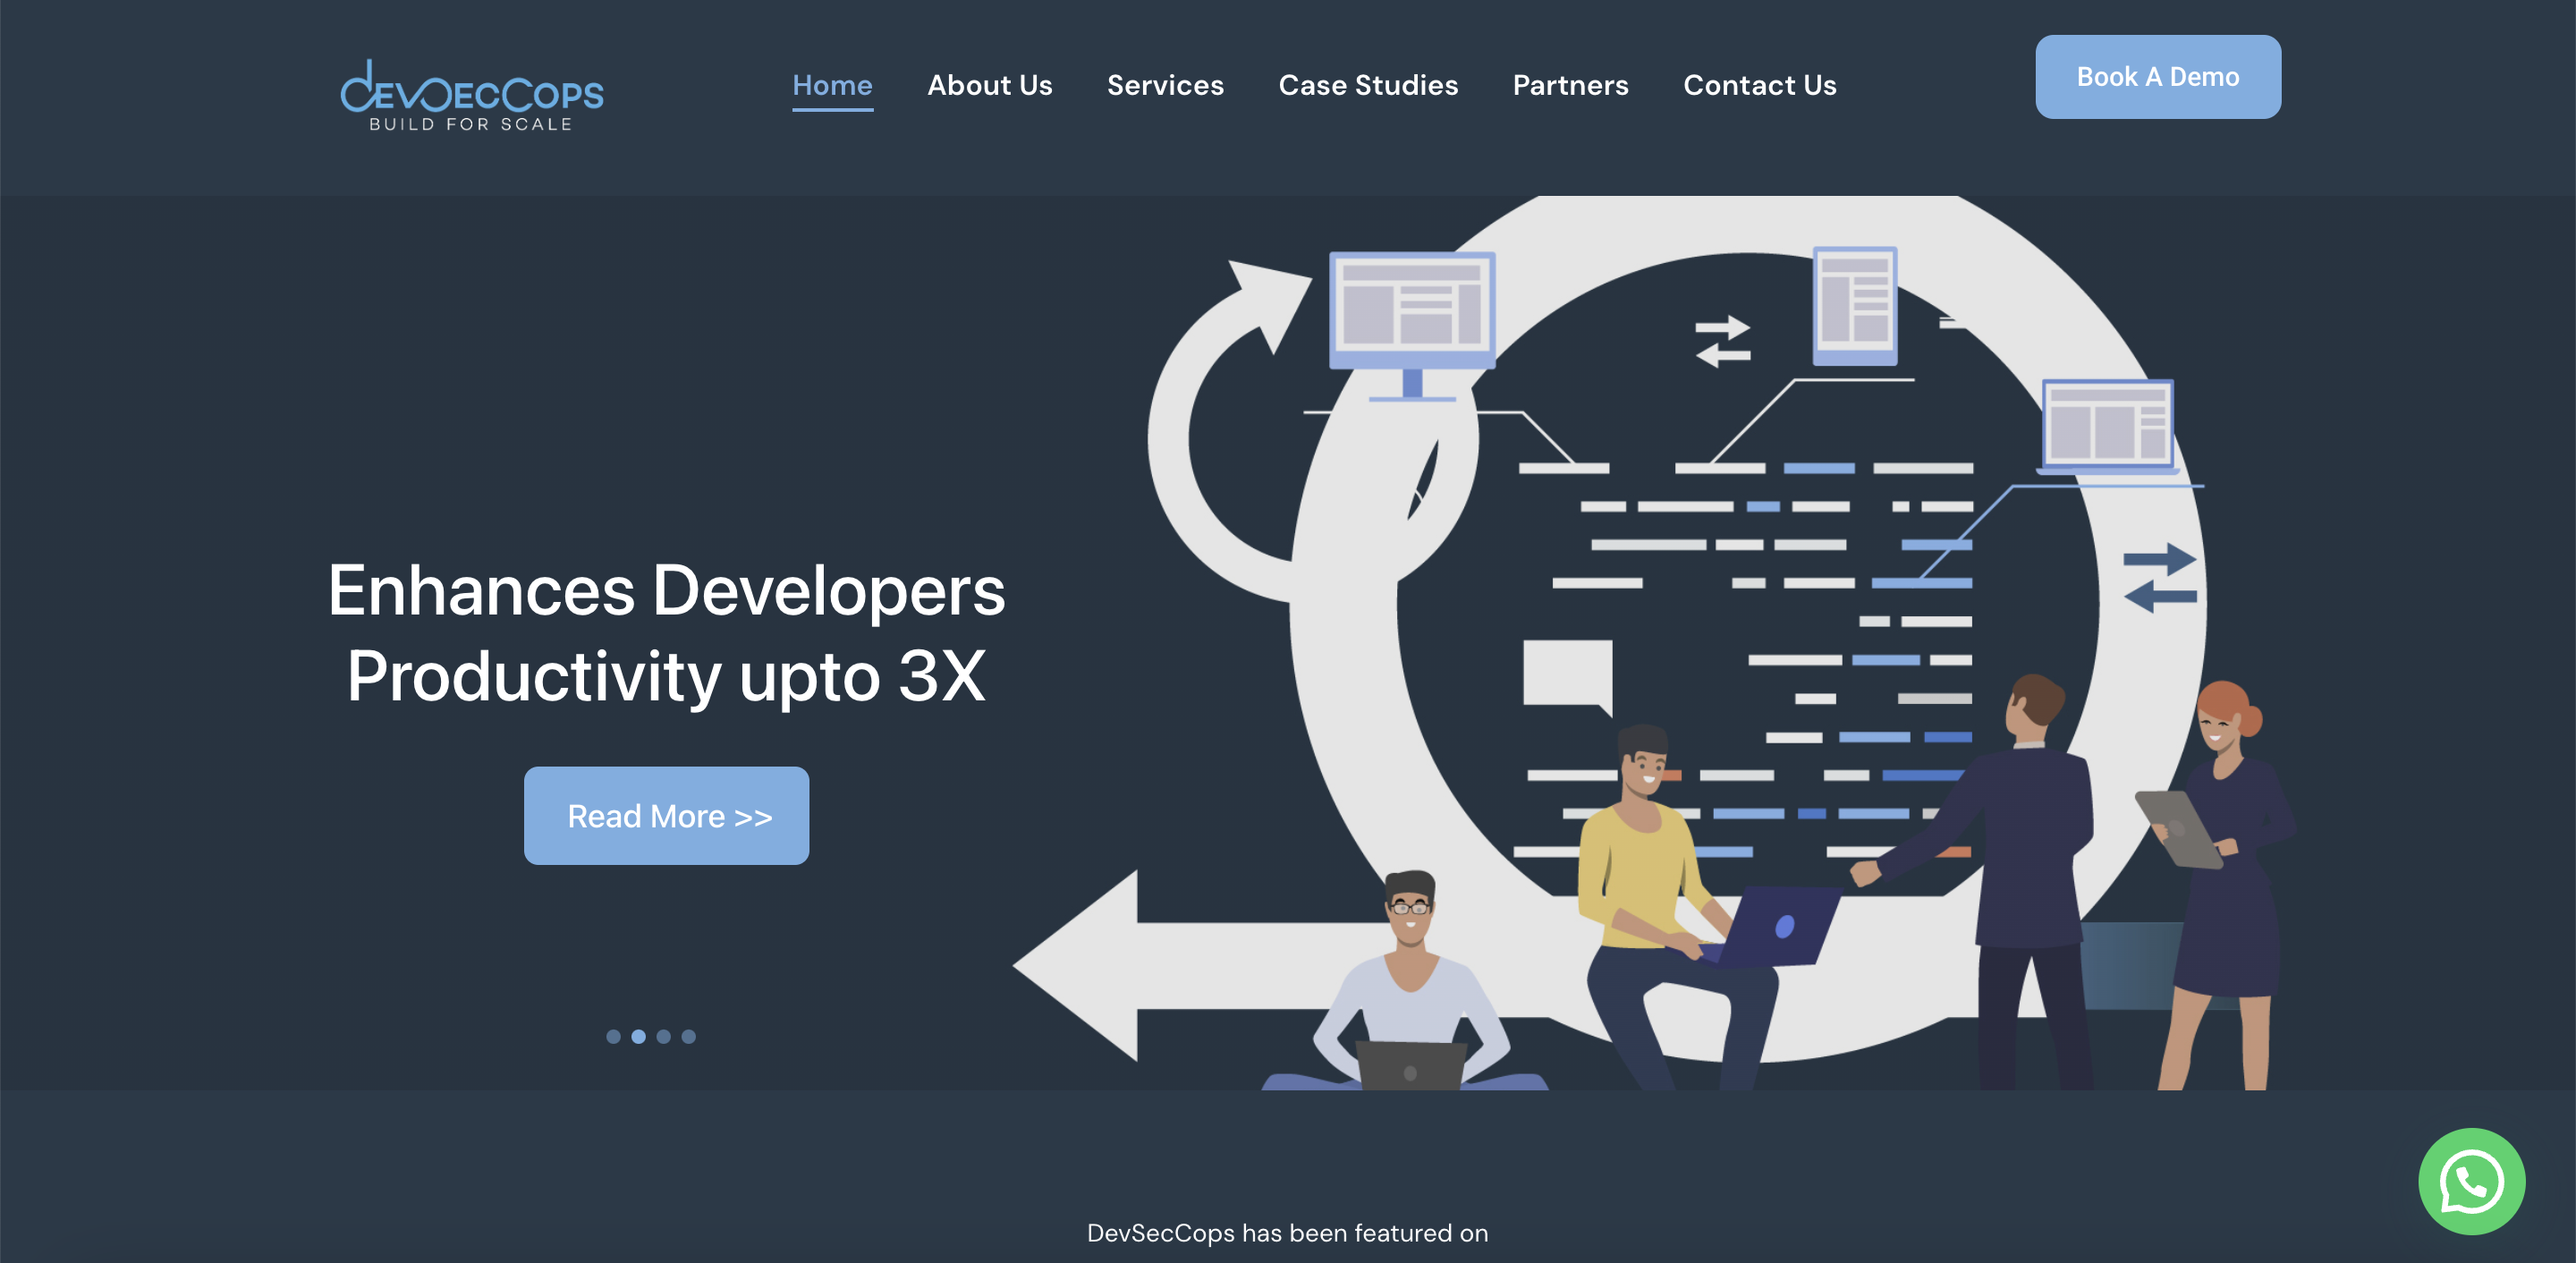 devSecCops
BUILD FOR SCALE
Home
About Us
Services
Case Studies
Partners
Contact Us
Book A Demo
Enhances Developers
Productivity upto 3X
Read More >>
DevSecCops has been featured on